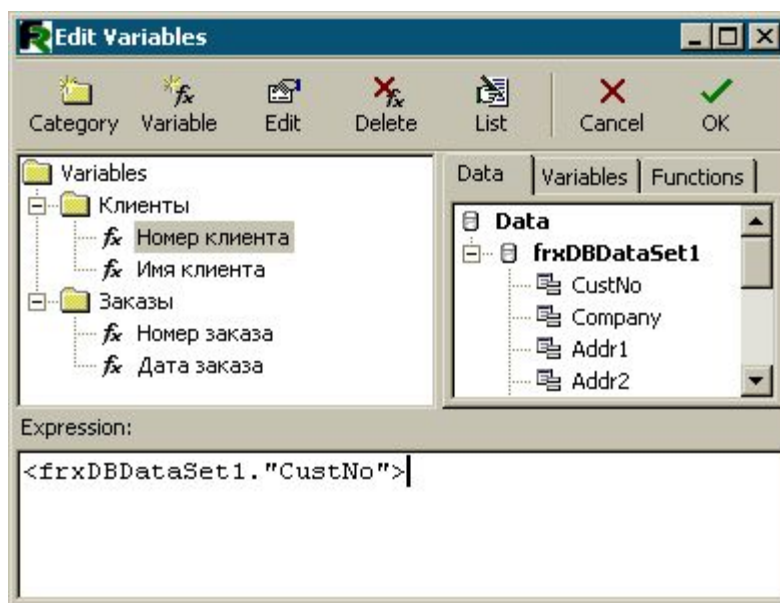 Edit Variables
Category Variable Edit Delete List Cancel OK
Variables
Клиенты
Номер клиента
Имя клиента
Заказы
Номер заказа
Дата заказа
Data Variables Functions
Data
frxDBDataSet1
CustNo
Company
Addr1
Addr2
Expression:
<frxDBDataSet1."CustNo">